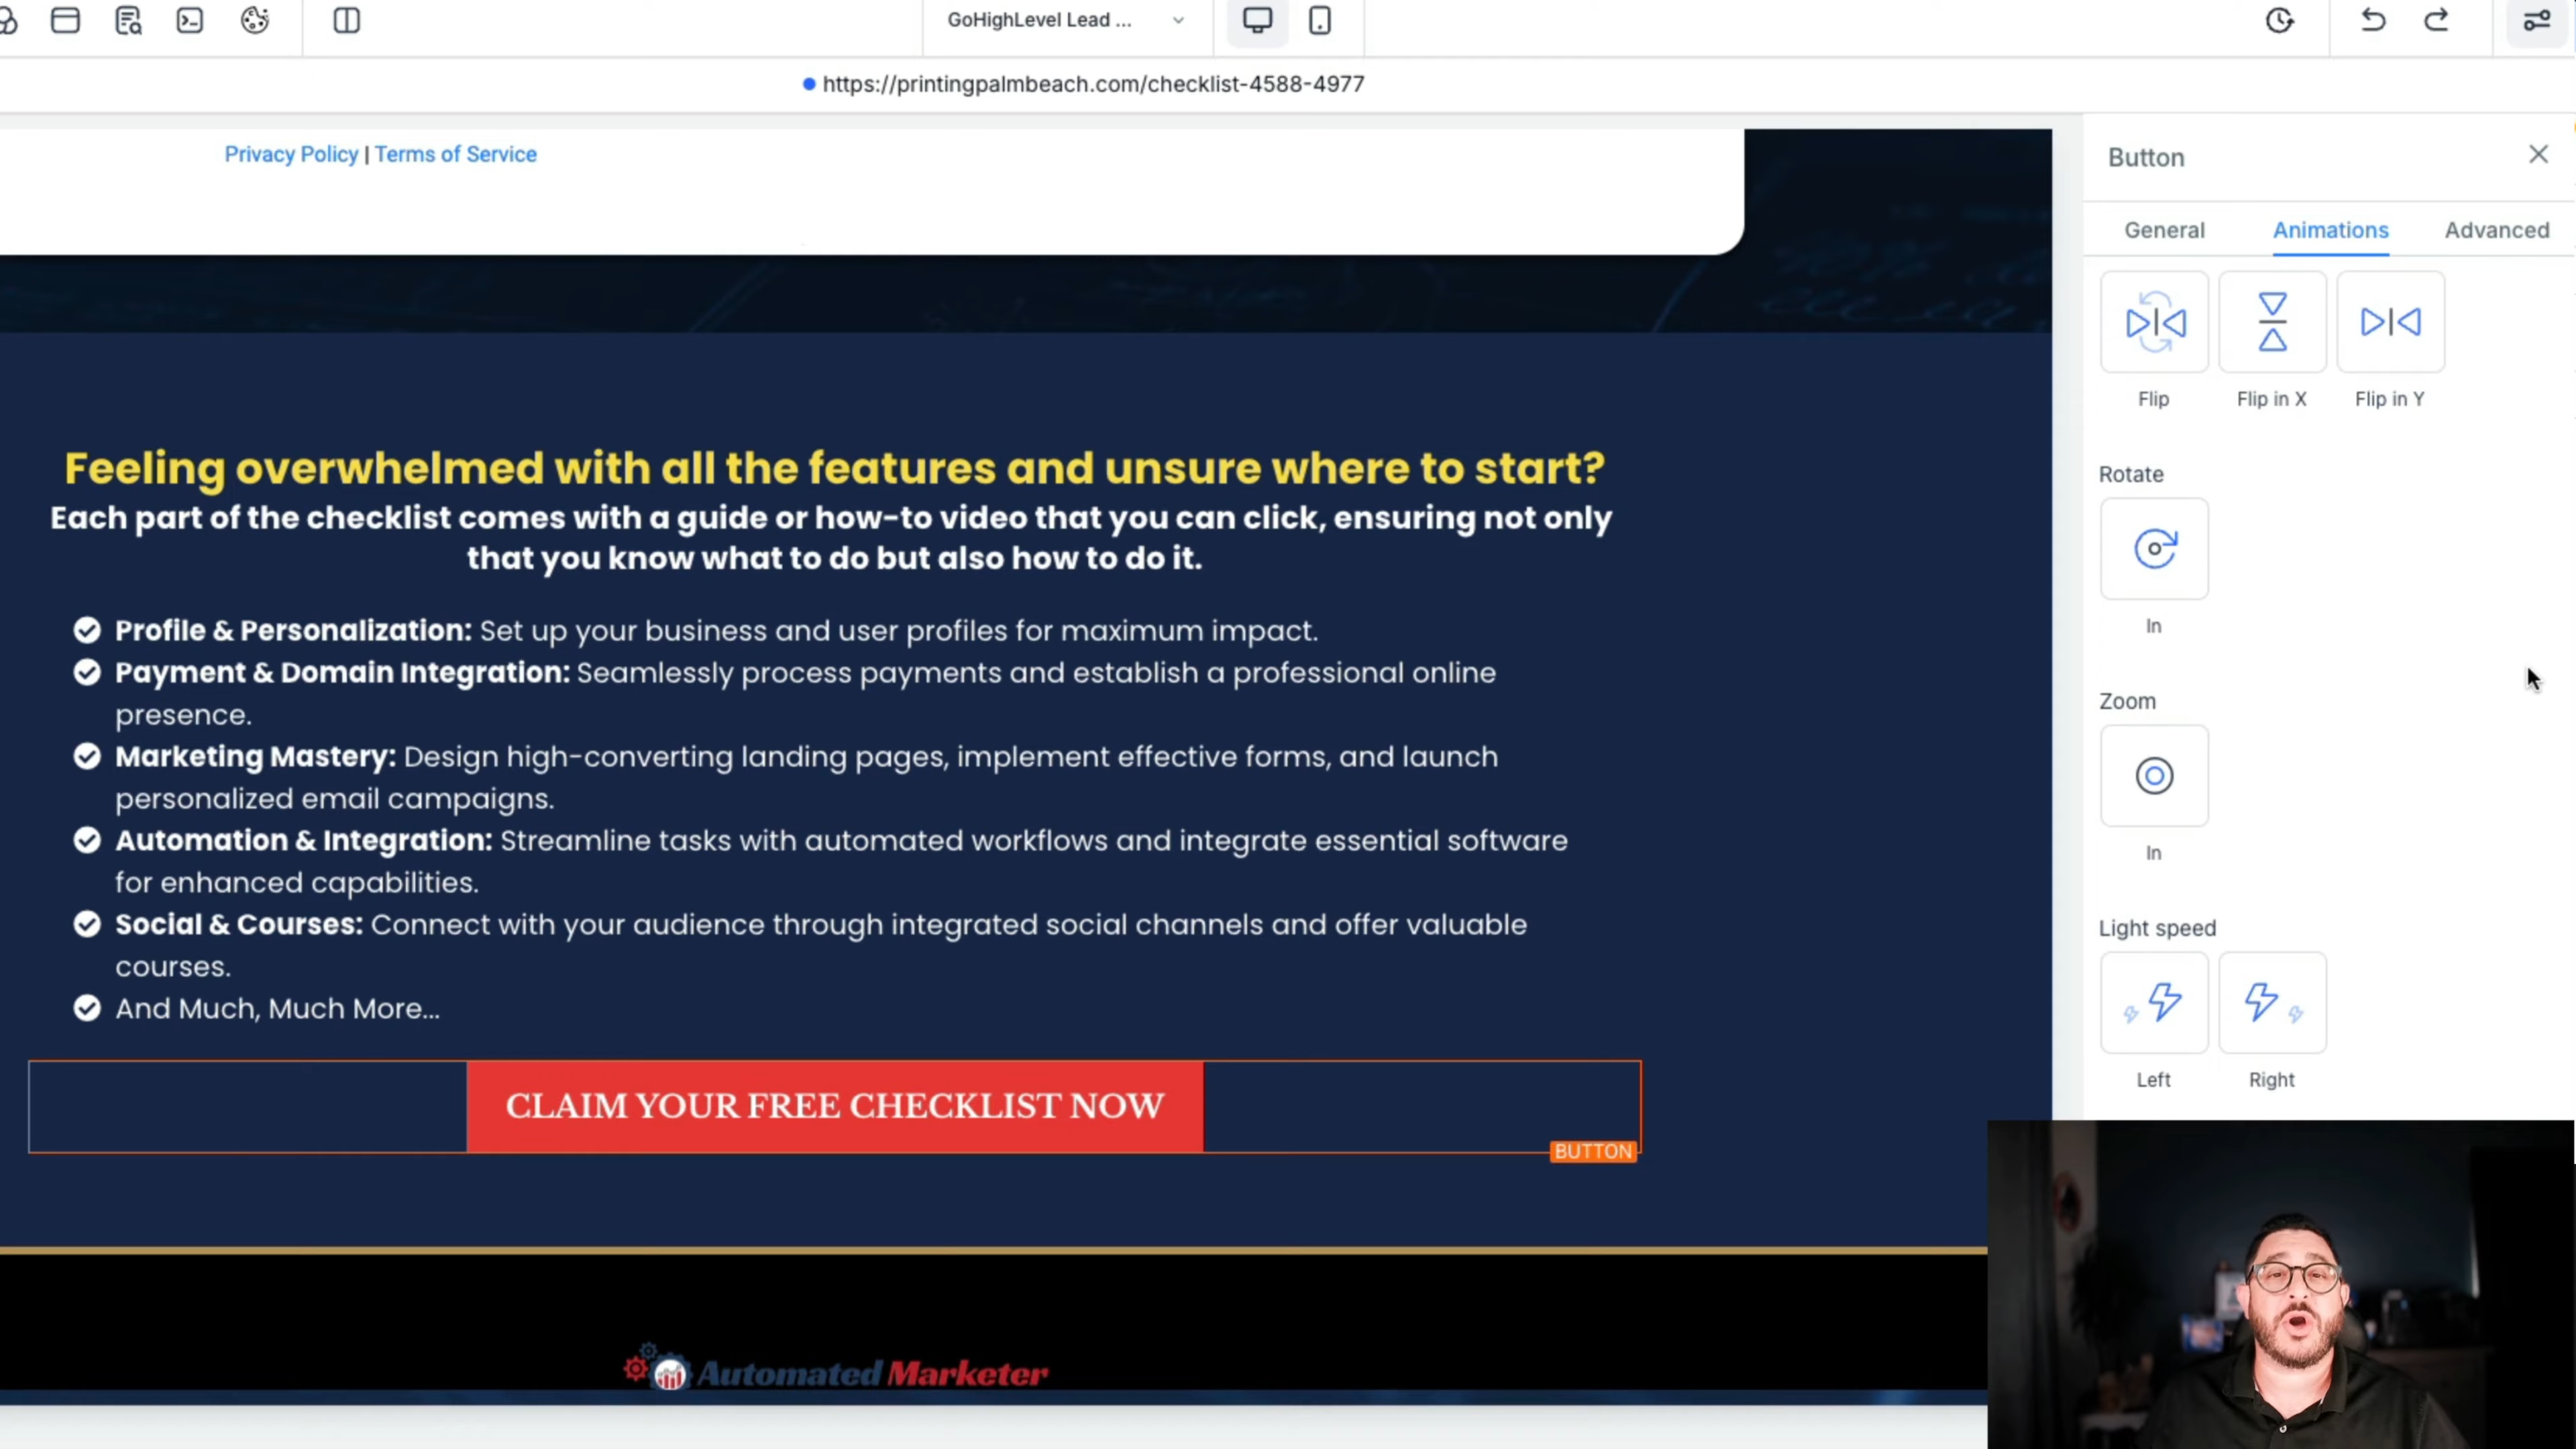 GoHighLevel Lead ...
https://printingpalmbeach.com/checklist-4588-4977
Privacy Policy | Terms of Service
Feeling overwhelmed with all the features and unsure where to start?
Each part of the checklist comes with a guide or how-to video that you can click, ensuring not only
that you know what to do but also how to do it.
Profile & Personalization: Set up your business and user profiles for maximum impact.
Payment & Domain Integration: Seamlessly process payments and establish a professional online
presence.
Marketing Mastery: Design high-converting landing pages, implement effective forms, and launch
personalized email campaigns.
Automation & Integration: Streamline tasks with automated workflows and integrate essential software
for enhanced capabilities.
Social & Courses: Connect with your audience through integrated social channels and offer valuable
courses.
And Much, Much More...
CLAIM YOUR FREE CHECKLIST NOW
BUTTON
Automated Marketer
Button
General Animations Advanced
Flip Flip in X Flip in Y
Rotate
In
Zoom
In
Light speed
Left Right